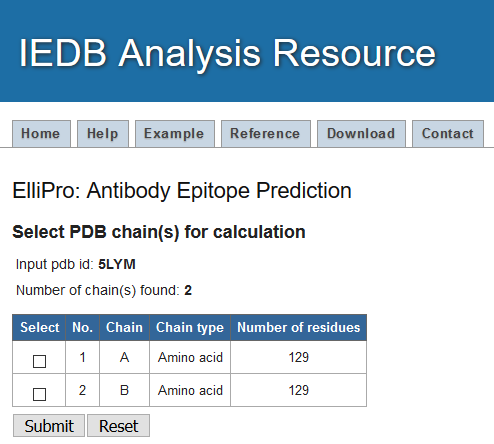 IEDB Analysis Resource
Home Help Example Reference Download Contact
ElliPro: Antibody Epitope Prediction
Select PDB chain(s) for calculation
Input pdb id: 5LYM
Number of chain(s) found: 2
Select No. Chain Chain type Number of residues
1 A Amino acid 129
2 B Amino acid 129
Submit Reset